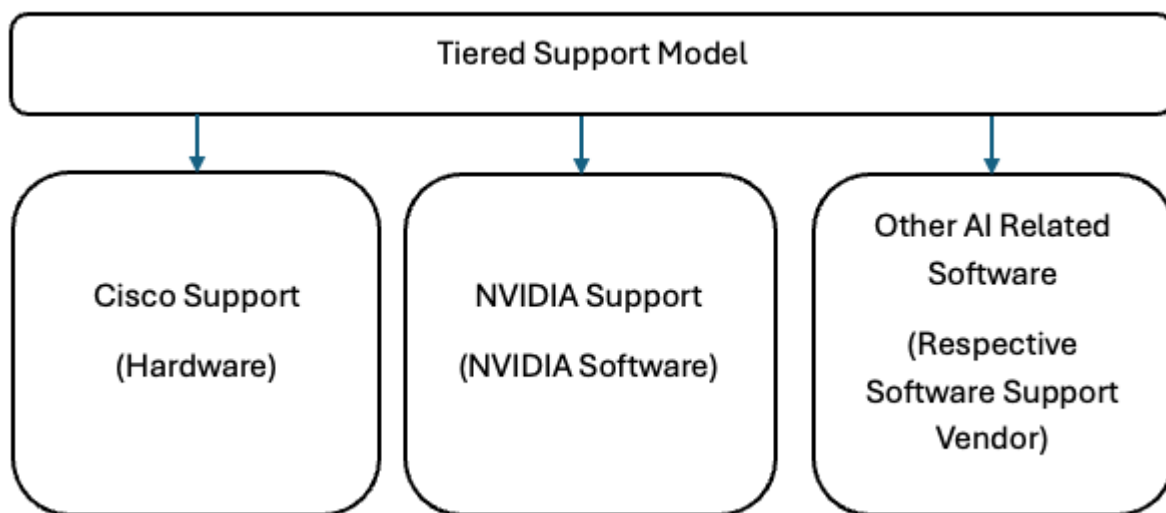 Tiered Support Model
Cisco Support
(Hardware)
NVIDIA Support
(NVIDIA Software)
Other AI Related
Software
(Respective
Software Support
Vendor)